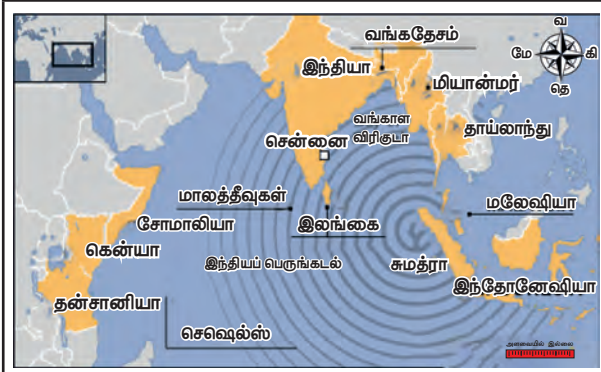 வங்கதேசம்
வ
மே
கி
தெ
இந்தியா
மியான்மர்
வங்காள
விரிகுடா
தாய்லாந்து
சென்னை
மாலத்தீவுகள்
மலேஷியா
சோமாலியா
இலங்கை
கென்யா
இந்தியப் பெருங்கடல்
சுமத்ரா
இந்தோனேஷியா
தன்சானியா
செஷெல்ஸ்
அளவையில் இல்லை